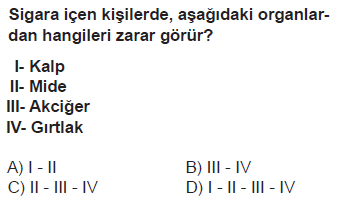 Sigara içen kişilerde, aşağıdaki organlar-
dan hangileri zarar görür?
I- Kalp
II- Mide
III- Akciğer
IV- Gırtlak
A) I - II
B) III - IV
C) II - III - IV
D) I - II - III - IV